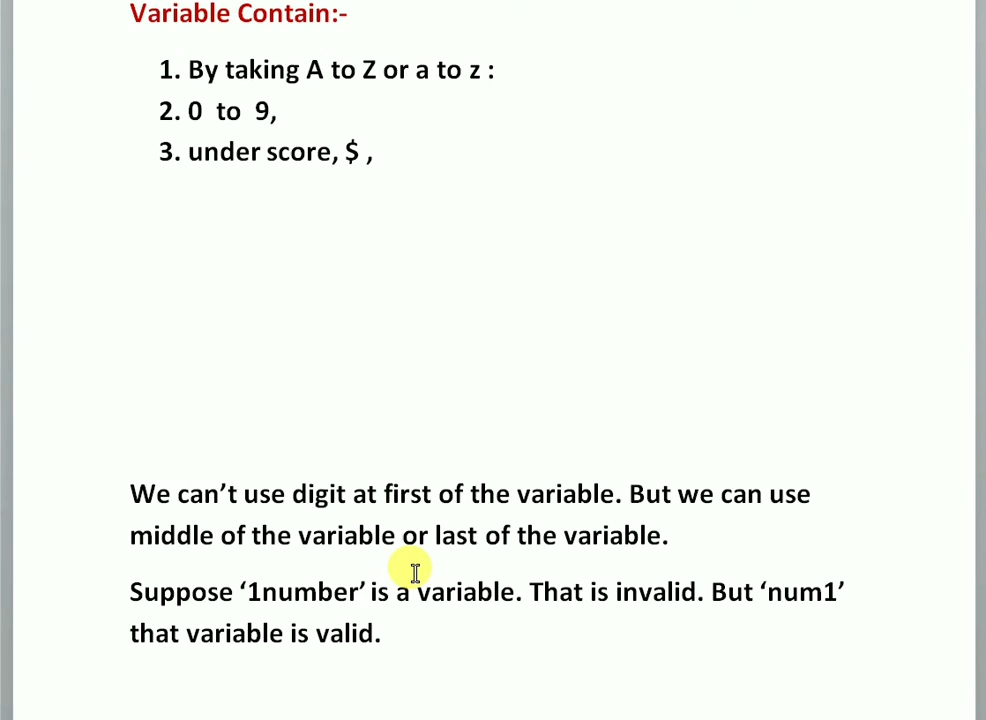 Variable Contain:-
1. By taking A to Z or a to z :
2. 0 to 9,
3. under score, $ ,
We can’t use digit at first of the variable. But we can use
middle of the variable or last of the variable.
Suppose ‘1number’ is a variable. That is invalid. But ‘num1’
that variable is valid.